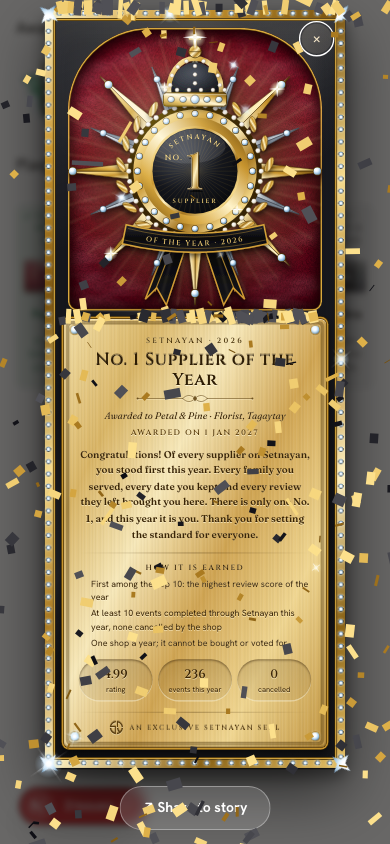 ×
SETNAYAN
NO.
1
SUPPLIER
OF THE YEAR · 2026
SETNAYAN · 2026
No. 1 Supplier of the
Year
Awarded to Petal & Pine · Florist, Tagaytay
AWARDED ON 1 JAN 2027
Congratulations! Of every supplier on Setnayan,
you stood first this year. Every family you
served, every date you kept and every review
they left brought you here. There is only one No.
1, and this year it is you. Thank you for setting
the standard for everyone.
HOW IT IS EARNED
First among the top 10: the highest review score of the
year
At least 10 events completed through Setnayan this
year, none cancelled by the shop
One shop a year; it cannot be bought or voted for
4.99
236
0
rating
events this year
cancelled
AN EXCLUSIVE SETNAYAN
Share to story